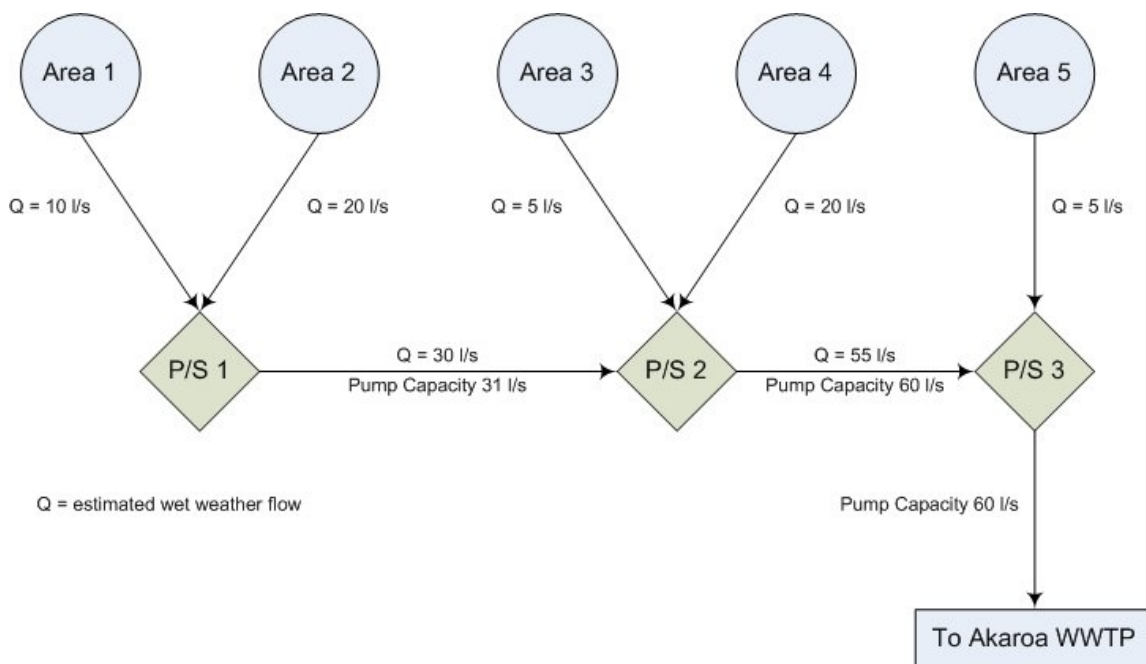 Area 1
Area 2
Area 3
Area 4
Area 5
Q = 10 l/s
Q = 20 l/s
Q = 5 l/s
Q = 20 l/s
Q = 5 l/s
P/S 1
Q = 30 l/s
Pump Capacity 31 l/s
P/S 2
Q = 55 l/s
Pump Capacity 60 l/s
P/S 3
Q = estimated wet weather flow
Pump Capacity 60 l/s
To Akaroa WWTP